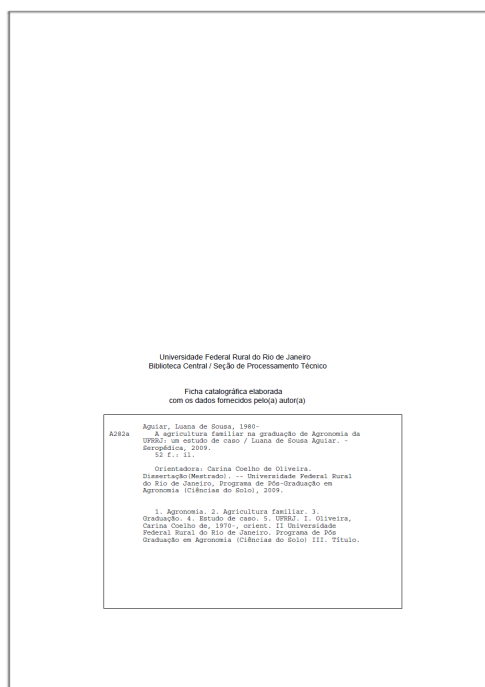 Universidade Federal Rural do Rio de Janeiro
Biblioteca Central / Seção de Processamento Técnico
Ficha catalográfica elaborada
com os dados fornecidos pelo(a) autor(a)
Aguiar, Luana de Sousa, 1980-
A282a A agricultura familiar na graduação de Agronomia da
UFRRJ: um estudo de caso / Luana de Sousa Aguiar. -
Seropédica, 2009.
52 f.: il.
Orientadora: Carina Coelho de Oliveira.
Dissertação(Mestrado). -- Universidade Federal Rural
do Rio de Janeiro, Programa de Pós-Graduação em
Agronomia (Ciências do Solo), 2009.
1. Agronomia. 2. Agricultura familiar. 3.
Graduação. 4. Estudo de caso. 5. UFRRJ. I. Oliveira,
Carina Coelho de, 1970-, orient. II Universidade
Federal Rural do Rio de Janeiro. Programa de Pós
Graduação em Agronomia (Ciências do Solo) III. Título.